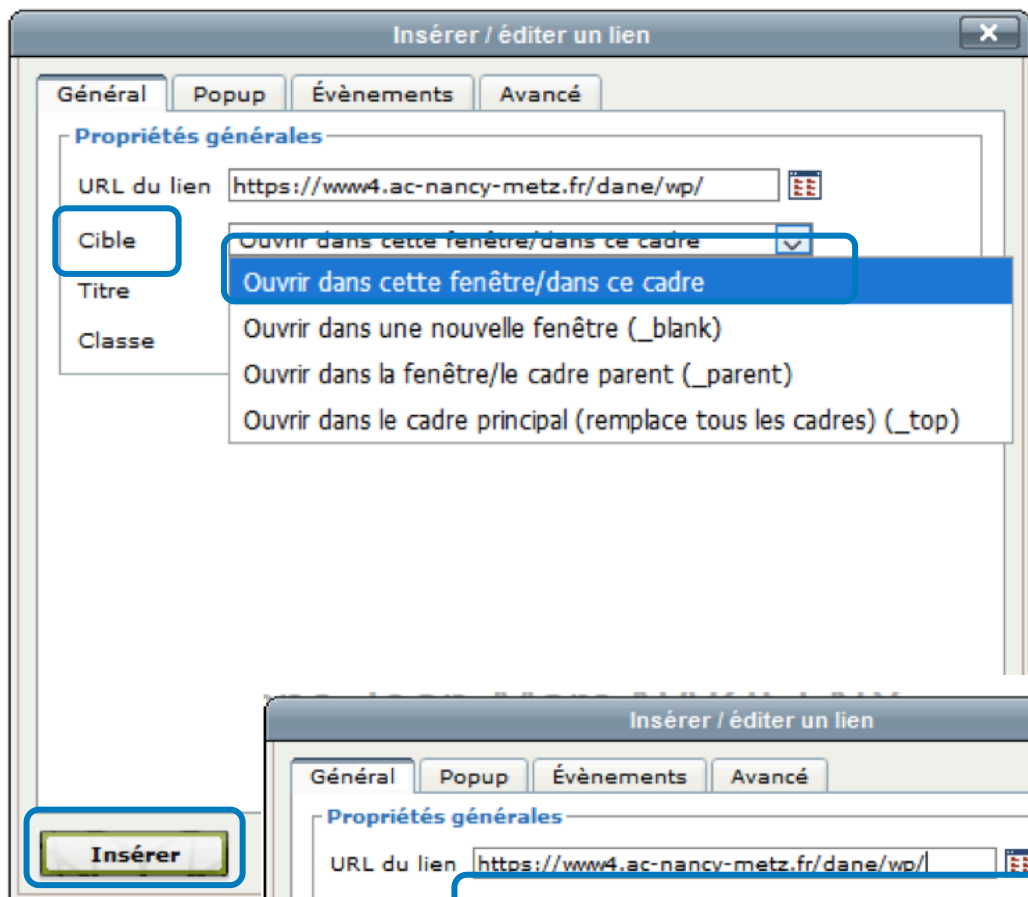 Insérer / éditer un lien
Général Popup Évènements Avancé
Propriétés générales
URL du lien https://www4.ac-nancy-metz.fr/dane/wp/
Cible Ouvrir dans cette fenêtre/dans ce cadre
Ouvrir dans cette fenêtre/dans ce cadre
Titre
Ouvrir dans une nouvelle fenêtre (_blank)
Classe
Ouvrir dans la fenêtre/le cadre parent (_parent)
Ouvrir dans le cadre principal (remplace tous les cadres) (_top)
Insérer / éditer un lien
Général Popup Évènements Avancé
Propriétés générales
Insérer
URL du lien https://www4.ac-nancy-metz.fr/dane/wp/